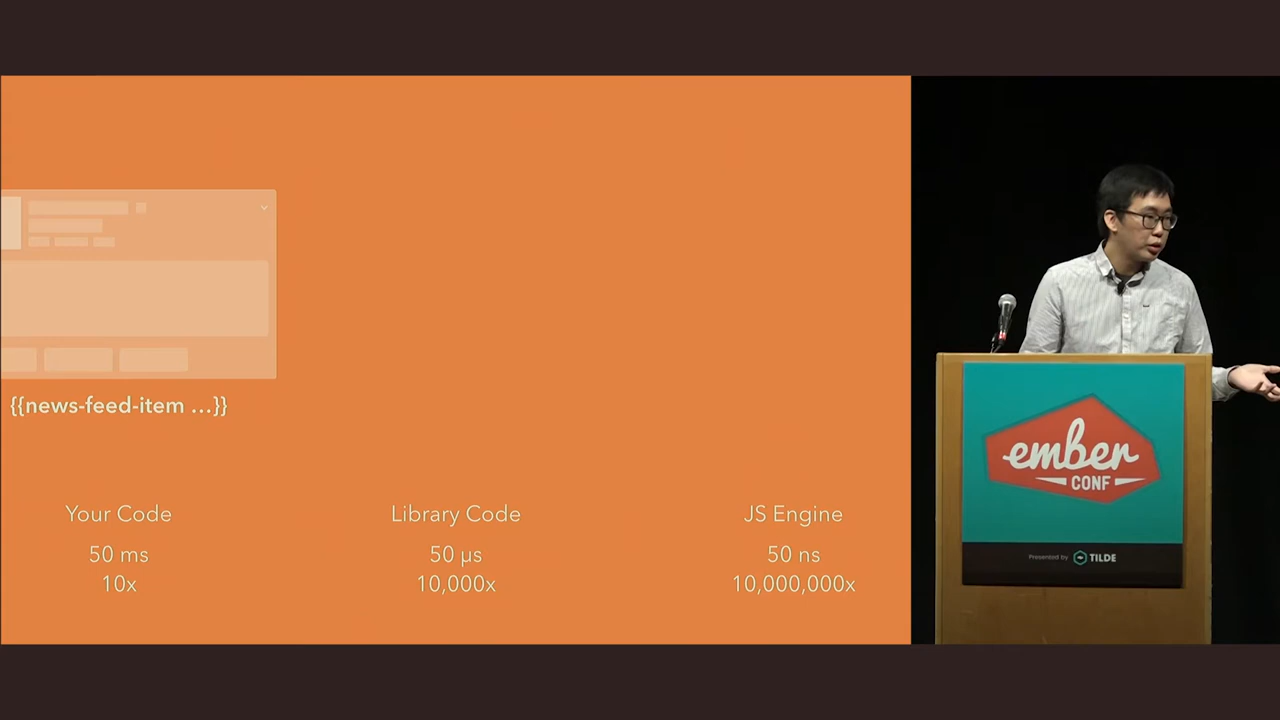 {{news-feed-item ...}}
Your Code
50 ms
10x
Library Code
50 μs
10,000x
JS Engine
50 ns
10,000,000x
ember
CONF
Presented by TILDE